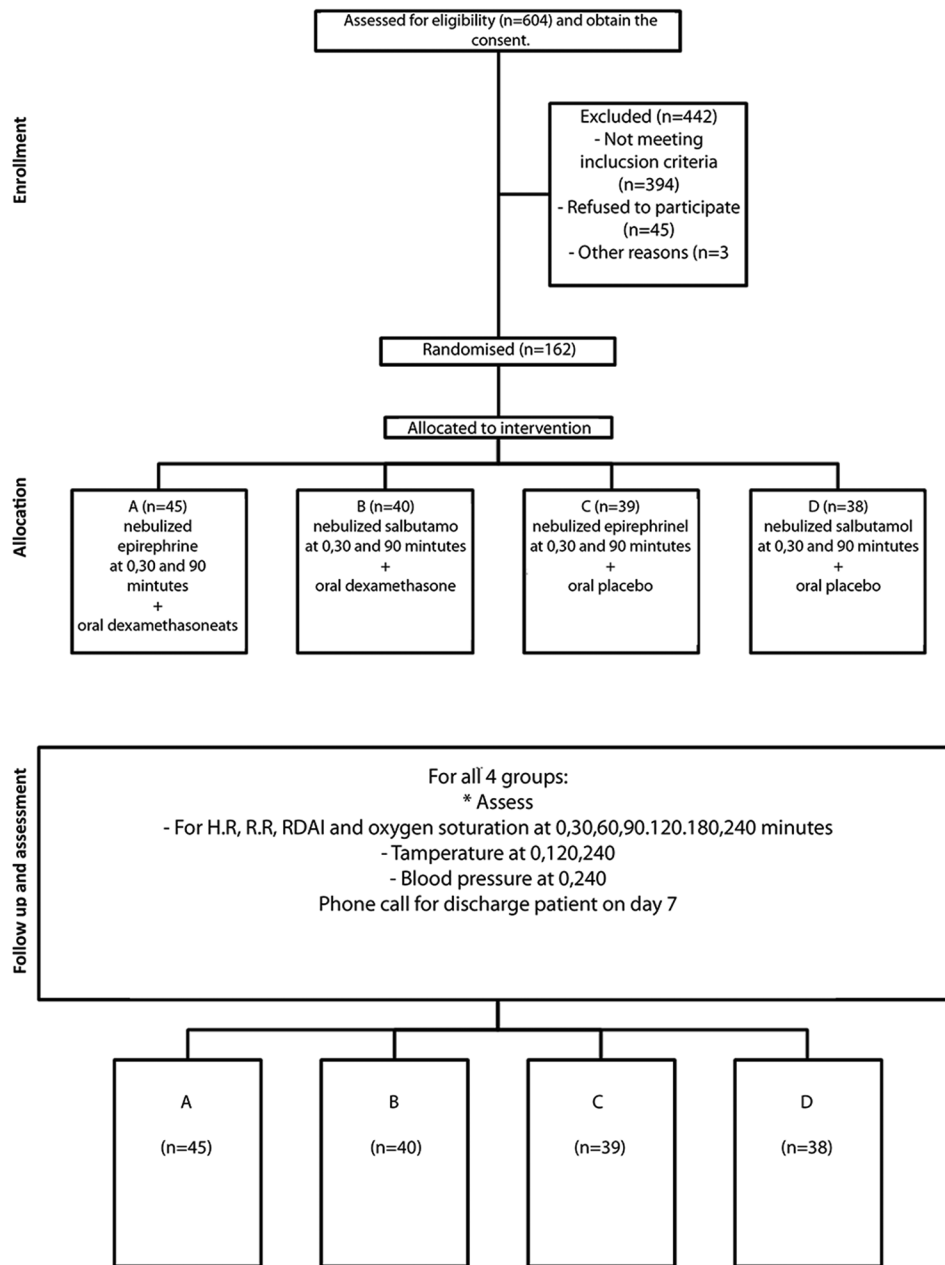 Assessed for eligibility (n=604) and obtain the
consent.
Enrollment
Excluded (n=442)
- Not meeting
inclucsion criteria
(n=394)
- Refused to participate
(n=45)
- Other reasons (n=3
Randomised (n=162)
Allocated to intervention
Allocation
A (n=45)
nebulized
epirephrine
at 0,30 and 90
mintutes
+
oral dexamethasoneats
B (n=40)
nebulized salbutamo
at 0,30 and 90 mintutes
+
oral dexamethasone
C (n=39)
nebulized epirephrinel
at 0,30 and 90 mintutes
+
oral placebo
D (n=38)
nebulized salbutamol
at 0,30 and 90 mintutes
+
oral placebo
Follow up and assessment
For all 4 groups:
* Assess
- For H.R, R.R, RDAI and oxygen soturation at 0,30,60,90.120.180,240 minutes
- Tamperature at 0,120,240
- Blood pressure at 0,240
Phone call for discharge patient on day 7
A
(n=45)
B
(n=40)
C
(n=39)
D
(n=38)